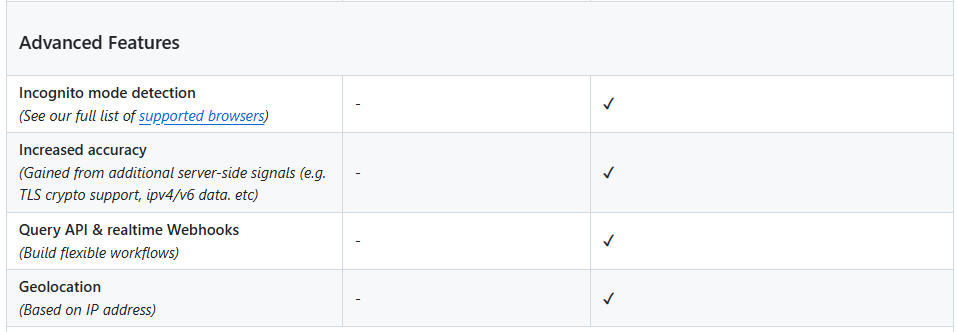 Advanced Features
Incognito mode detection
(See our full list of supported browsers)
-
✓
Increased accuracy
(Gained from additional server-side signals (e.g.
TLS crypto support, ipv4/v6 data. etc)
-
✓
Query API & realtime Webhooks
(Build flexible workflows)
-
✓
Geolocation
(Based on IP address)
-
✓